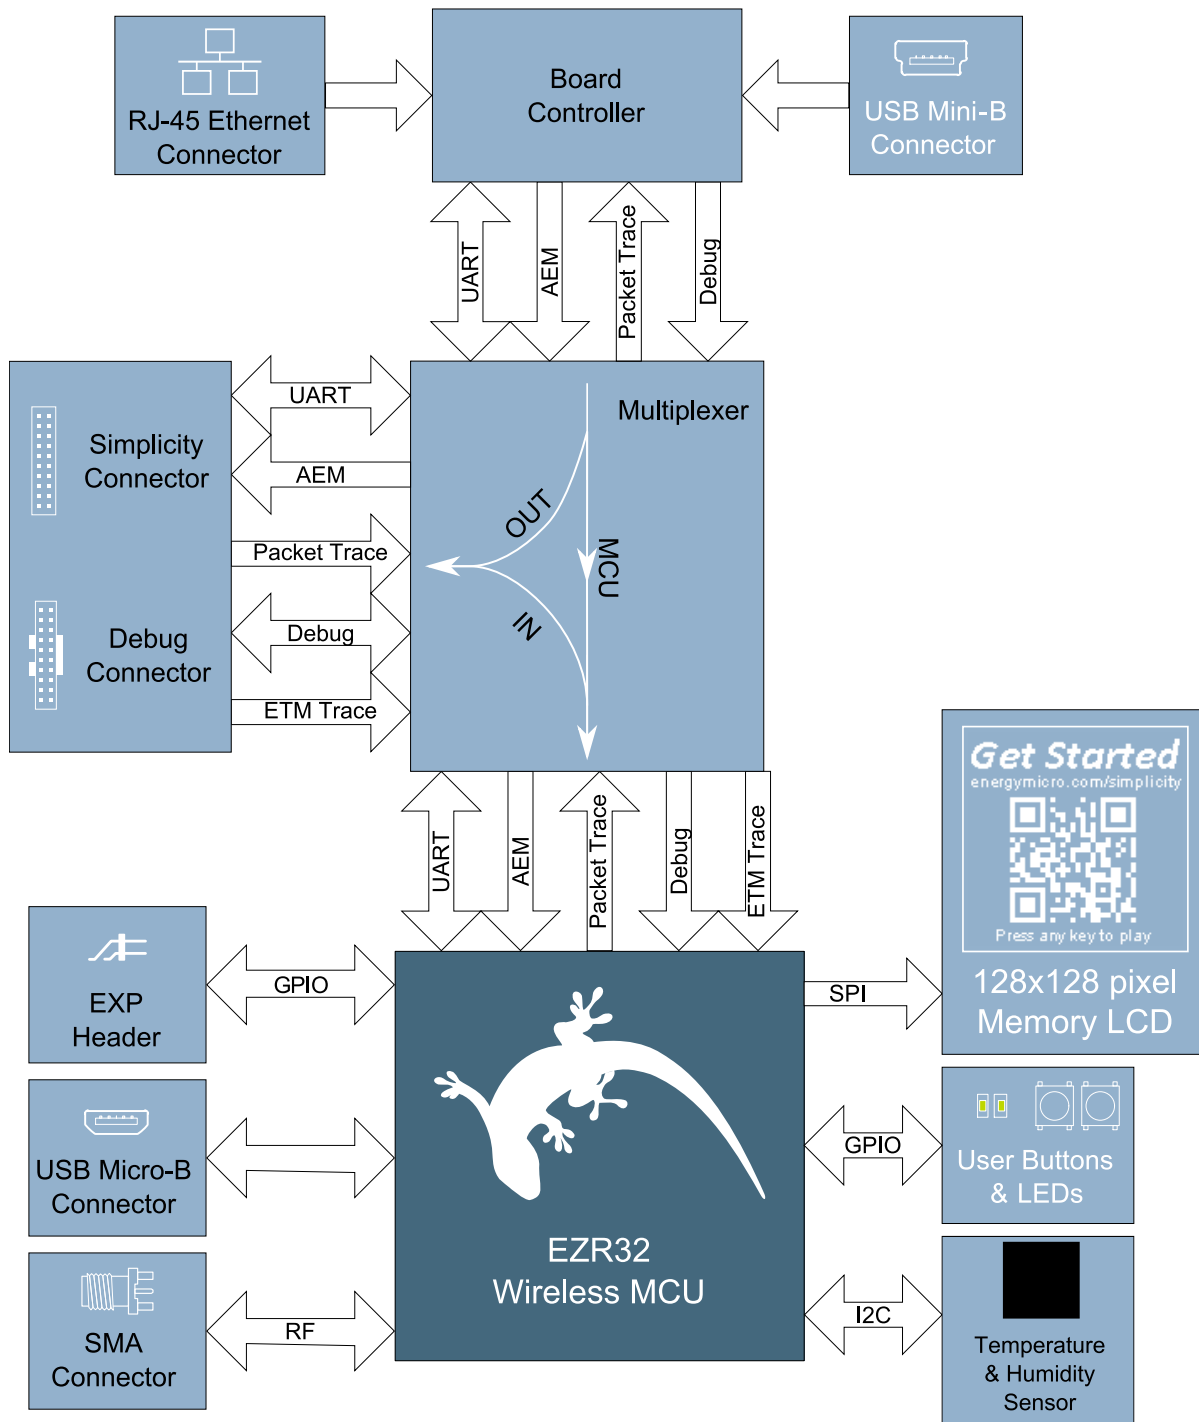 RJ-45 Ethernet
Connector
Board
Controller
USB Mini-B
Connector
UART
AEM
Packet Trace
Debug
Simplicity
Connector
Debug
Connector
UART
AEM
Packet Trace
Debug
ETM Trace
Multiplexer
OUT
MCU
IN
UART
AEM
Packet Trace
Debug
ETM Trace
Get Started
energymicro.com/simplicity
Press any key to play
128x128 pixel
Memory LCD
EXP
Header
GPIO
SPI
USB Micro-B
Connector
GPIO
User Buttons
& LEDs
EZR32
Wireless MCU
SMA
Connector
RF
I2C
Temperature
& Humidity
Sensor